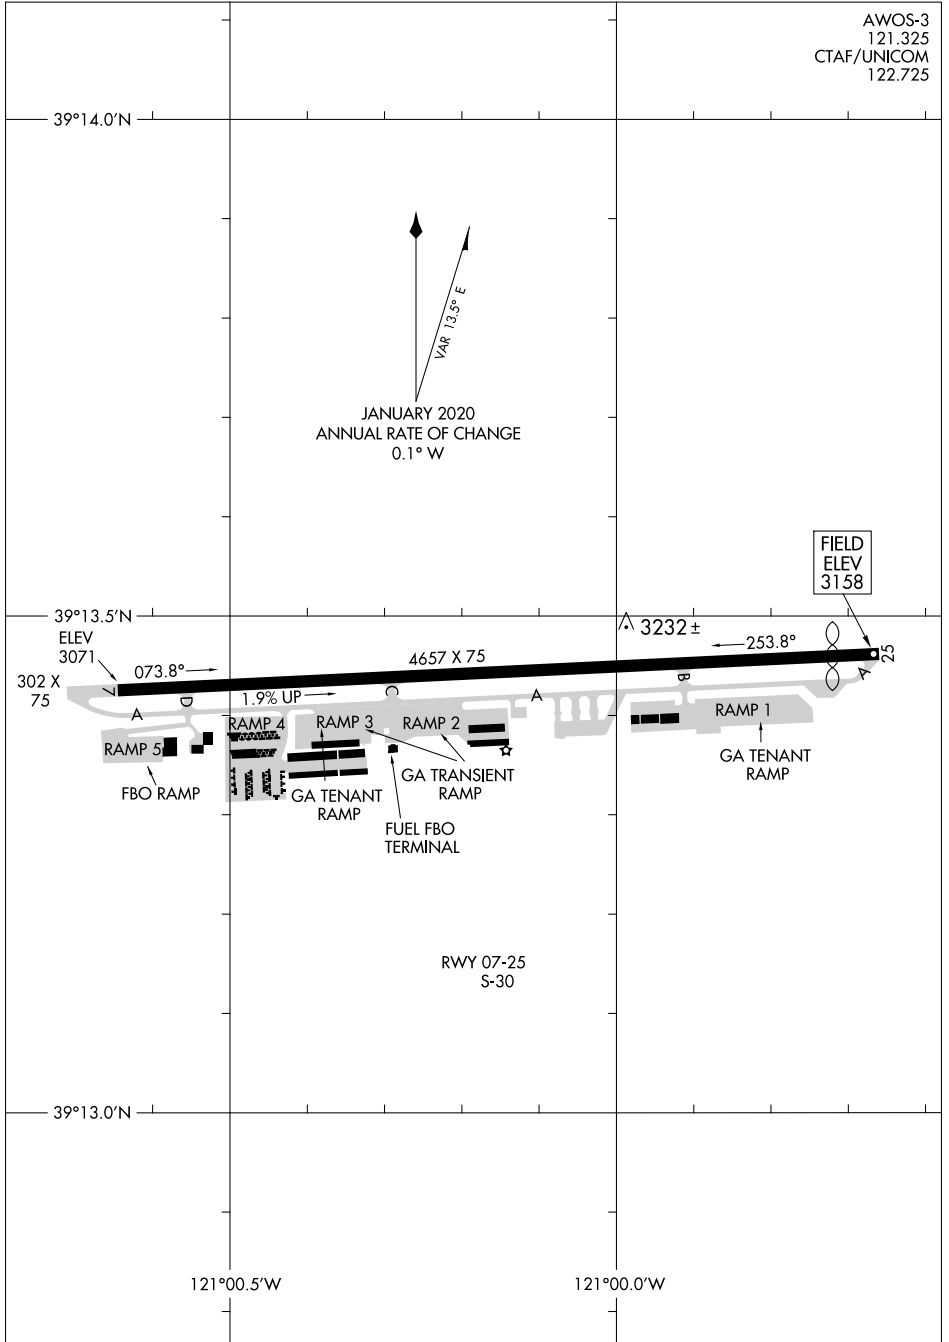 AWOS-3
121.325
CTAF/UNICOM
122.725
39°14.0'N
VAR 13.5° E
JANUARY 2020
ANNUAL RATE OF CHANGE
0.1° W
FIELD
ELEV
3158
39°13.5'N
3232 ±
ELEV
3071
073.8°
4657 X 75
253.8°
25
302 X
75
7
1.9% UP
A
D
C
A
B
A
RAMP 5
RAMP 4
RAMP 3
RAMP 2
RAMP 1
FBO RAMP
GA TENANT
RAMP
GA TRANSIENT
RAMP
GA TENANT
RAMP
FUEL FBO
TERMINAL
RWY 07-25
S-30
39°13.0'N
121°00.5'W
121°00.0'W